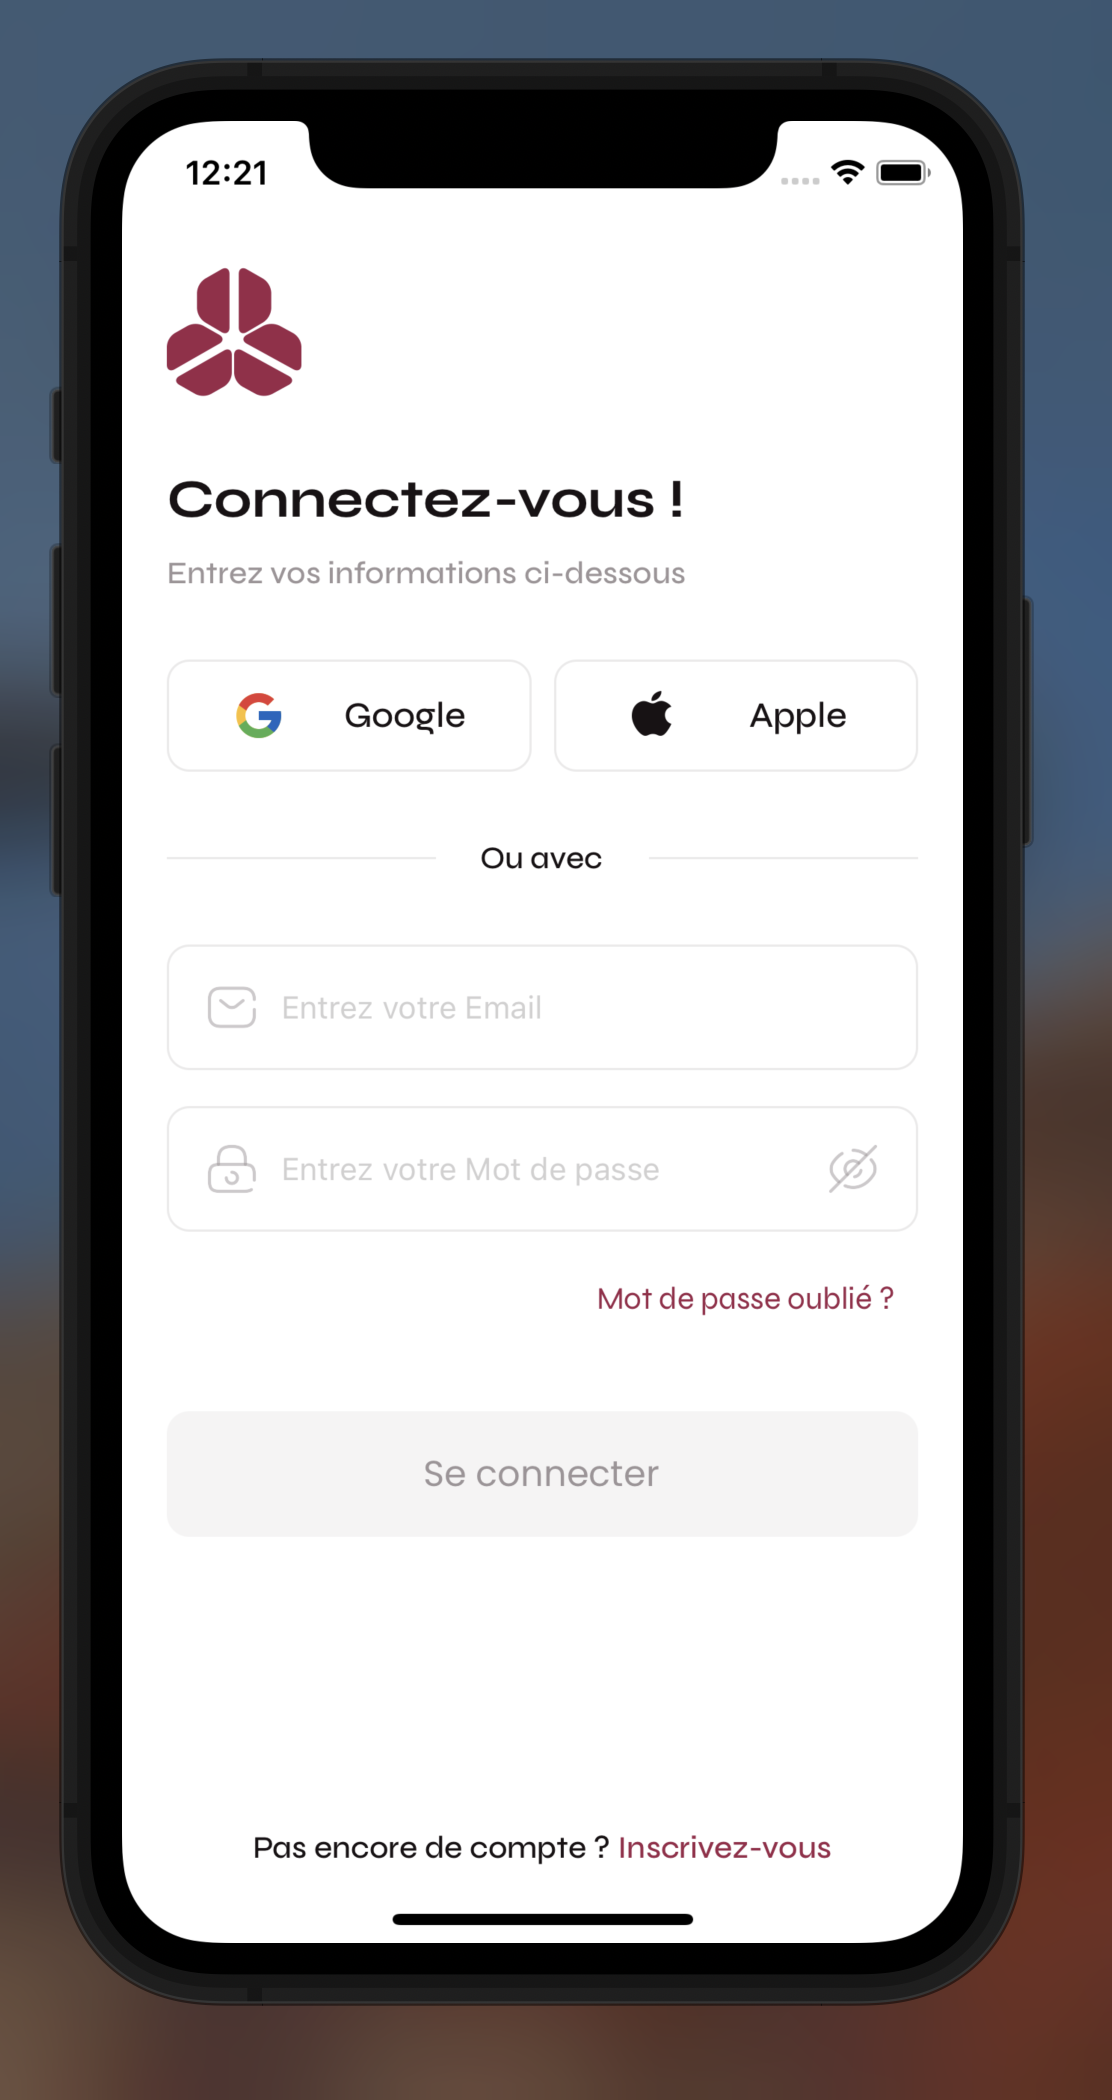 12:21
Connectez-vous !
Entrez vos informations ci-dessous
Google
Apple
Ou avec
Entrez votre Email
Entrez votre Mot de passe
Mot de passe oublié ?
Se connecter
Pas encore de compte ? Inscrivez-vous